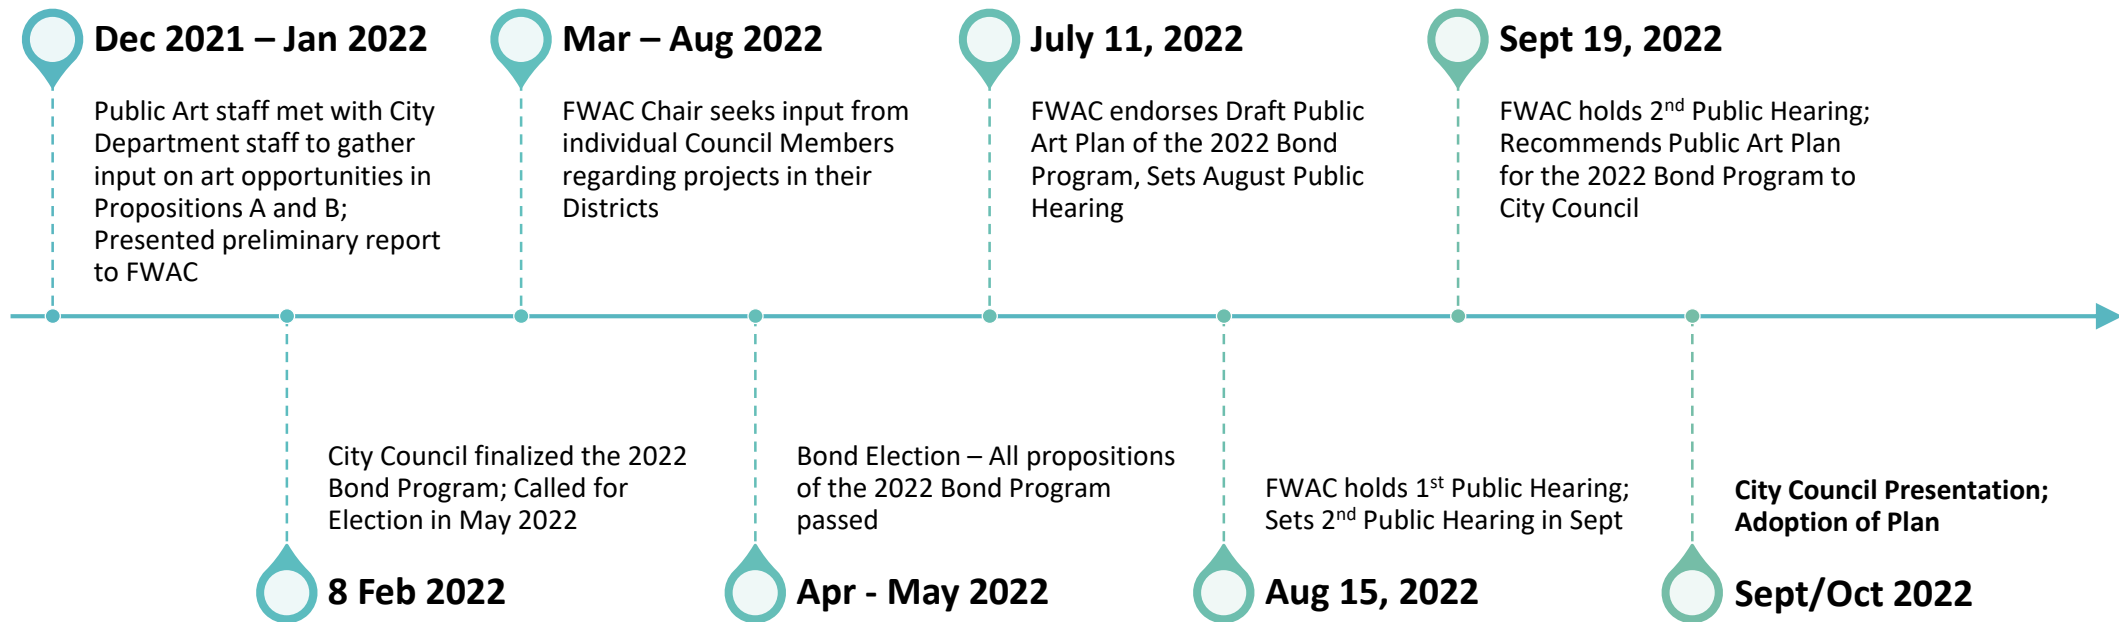 Dec 2021 – Jan 2022
Public Art staff met with City
Department staff to gather
input on art opportunities in
Propositions A and B;
Presented preliminary report
to FWAC
Mar – Aug 2022
FWAC Chair seeks input from
individual Council Members
regarding projects in their
Districts
July 11, 2022
FWAC endorses Draft Public
Art Plan of the 2022 Bond
Program, Sets August Public
Hearing
Sept 19, 2022
FWAC holds 2nd Public Hearing;
Recommends Public Art Plan
for the 2022 Bond Program to
City Council
City Council finalized the 2022
Bond Program; Called for
Election in May 2022
8 Feb 2022
Bond Election – All propositions
of the 2022 Bond Program
passed
Apr - May 2022
FWAC holds 1st Public Hearing;
Sets 2nd Public Hearing in Sept
Aug 15, 2022
City Council Presentation;
Adoption of Plan
Sept/Oct 2022